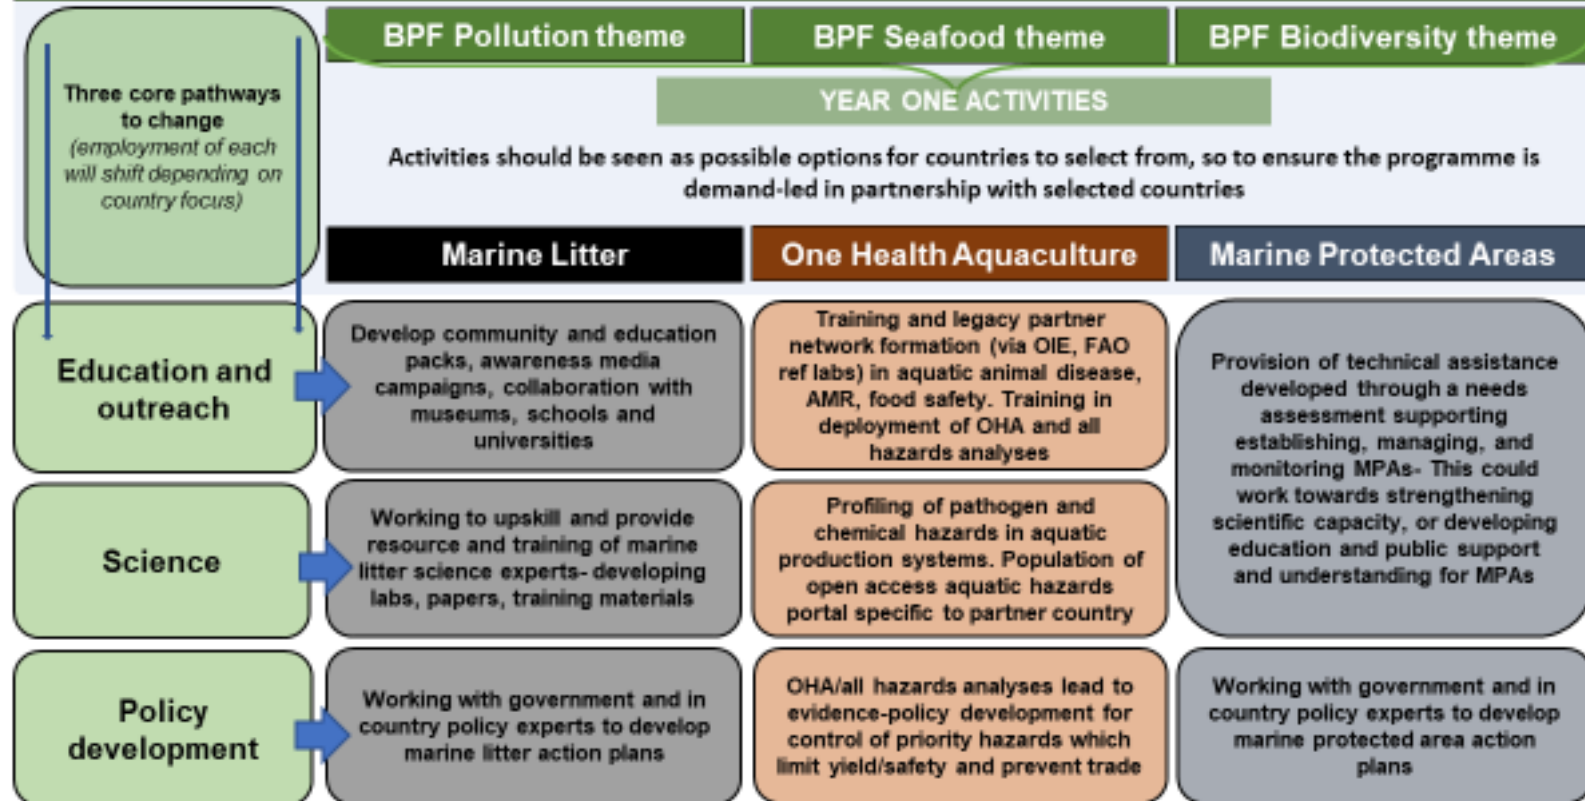 BPF Pollution theme
BPF Seafood theme
BPF Biodiversity theme
Three core pathways
to change
(employment of each
will shift depending on
country focus)
YEAR ONE ACTIVITIES
Activities should be seen as possible options for countries to select from, so to ensure the programme is
demand-led in partnership with selected countries
Marine Litter
One Health Aquaculture
Marine Protected Areas
Education and
outreach
Develop community and education
packs, awareness media
campaigns, collaboration with
museums, schools and
universities
Training and legacy partner
network formation (via OIE, FAO
ref labs) in aquatic animal disease,
AMR, food safety. Training in
deployment of OHA and all
hazards analyses
Provision of technical assistance
developed through a needs
assessment supporting
establishing, managing, and
monitoring MPAs- This could
work towards strengthening
scientific capacity, or developing
education and public support
and understanding for MPAs
Science
Working to upskill and provide
resource and training of marine
litter science experts- developing
labs, papers, training materials
Profiling of pathogen and
chemical hazards in aquatic
production systems. Population of
open access aquatic hazards
portal specific to partner country
Policy
development
Working with government and in
country policy experts to develop
marine litter action plans
OHA/all hazards analyses lead to
evidence-policy development for
control of priority hazards which
limit yield/safety and prevent trade
Working with government and in
country policy experts to develop
marine protected area action
plans